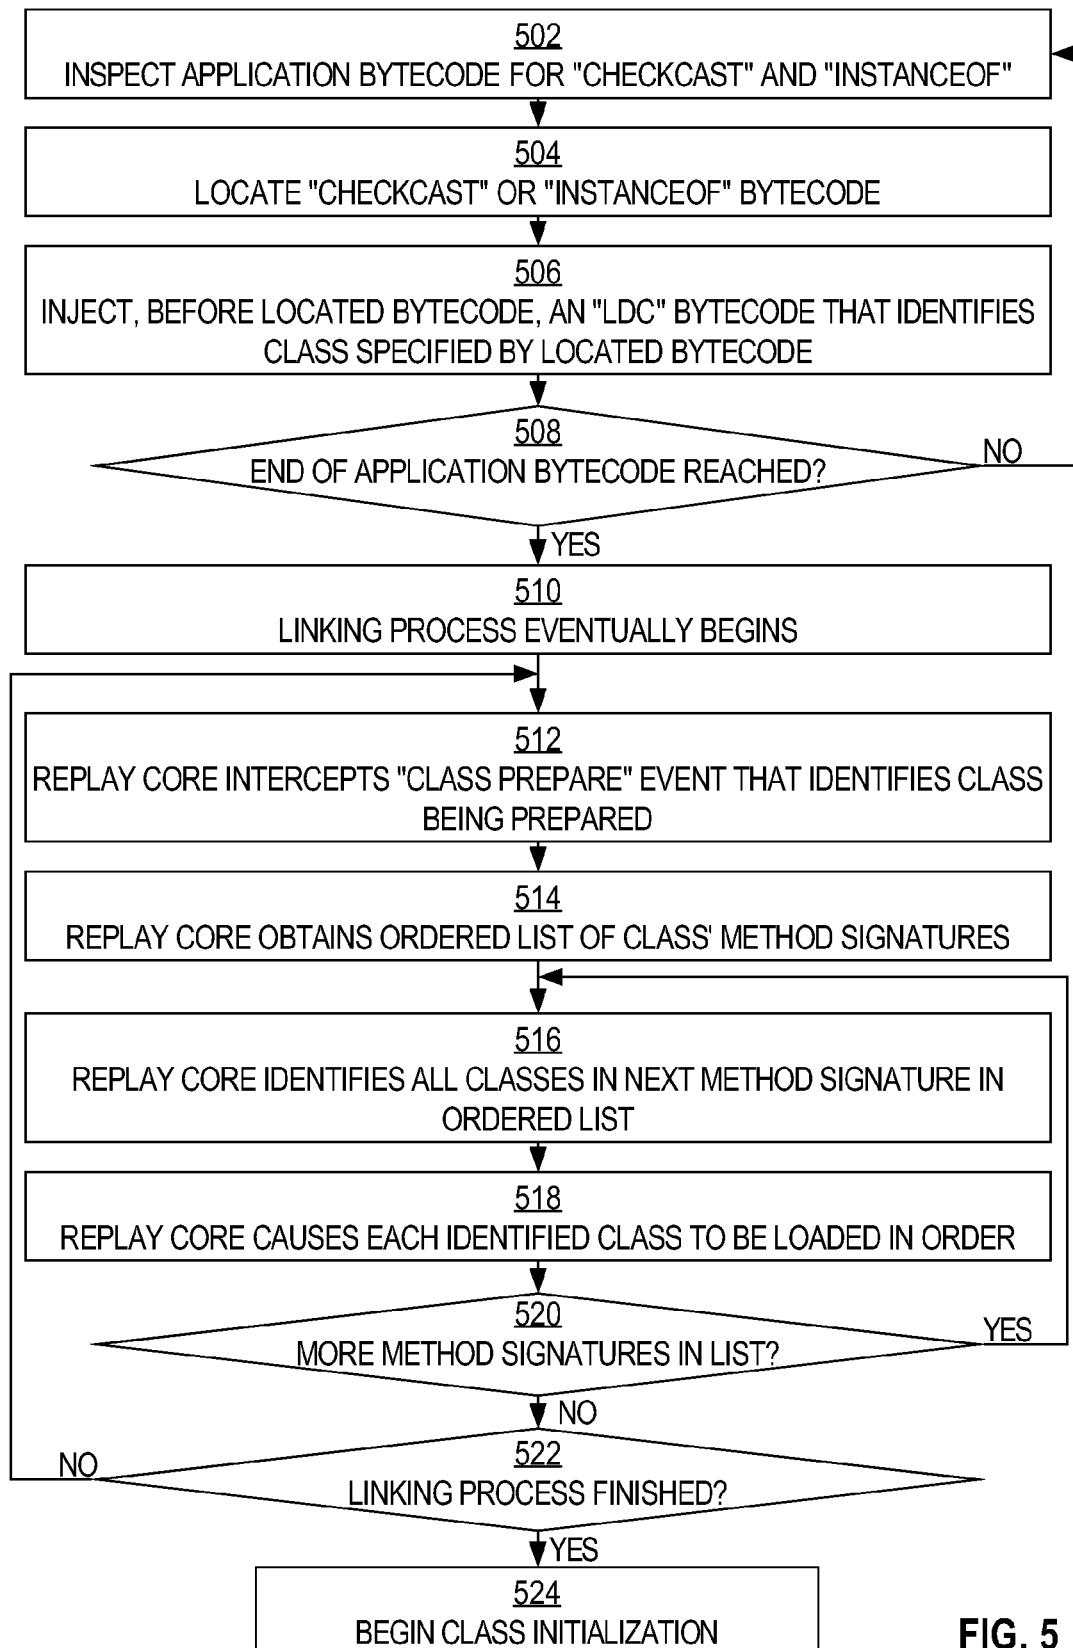 502
INSPECT APPLICATION BYTECODE FOR "CHECKCAST" AND "INSTANCEOF"
504
LOCATE "CHECKCAST" OR "INSTANCEOF" BYTECODE
506
INJECT, BEFORE LOCATED BYTECODE, AN "LDC" BYTECODE THAT IDENTIFIES
CLASS SPECIFIED BY LOCATED BYTECODE
508
END OF APPLICATION BYTECODE REACHED?
NO
YES
510
LINKING PROCESS EVENTUALLY BEGINS
512
REPLAY CORE INTERCEPTS "CLASS PREPARE" EVENT THAT IDENTIFIES CLASS
BEING PREPARED
514
REPLAY CORE OBTAINS ORDERED LIST OF CLASS' METHOD SIGNATURES
516
REPLAY CORE IDENTIFIES ALL CLASSES IN NEXT METHOD SIGNATURE IN
ORDERED LIST
518
REPLAY CORE CAUSES EACH IDENTIFIED CLASS TO BE LOADED IN ORDER
520
MORE METHOD SIGNATURES IN LIST?
YES
NO
522
LINKING PROCESS FINISHED?
NO
YES
524
BEGIN CLASS INITIALIZATION
FIG. 5